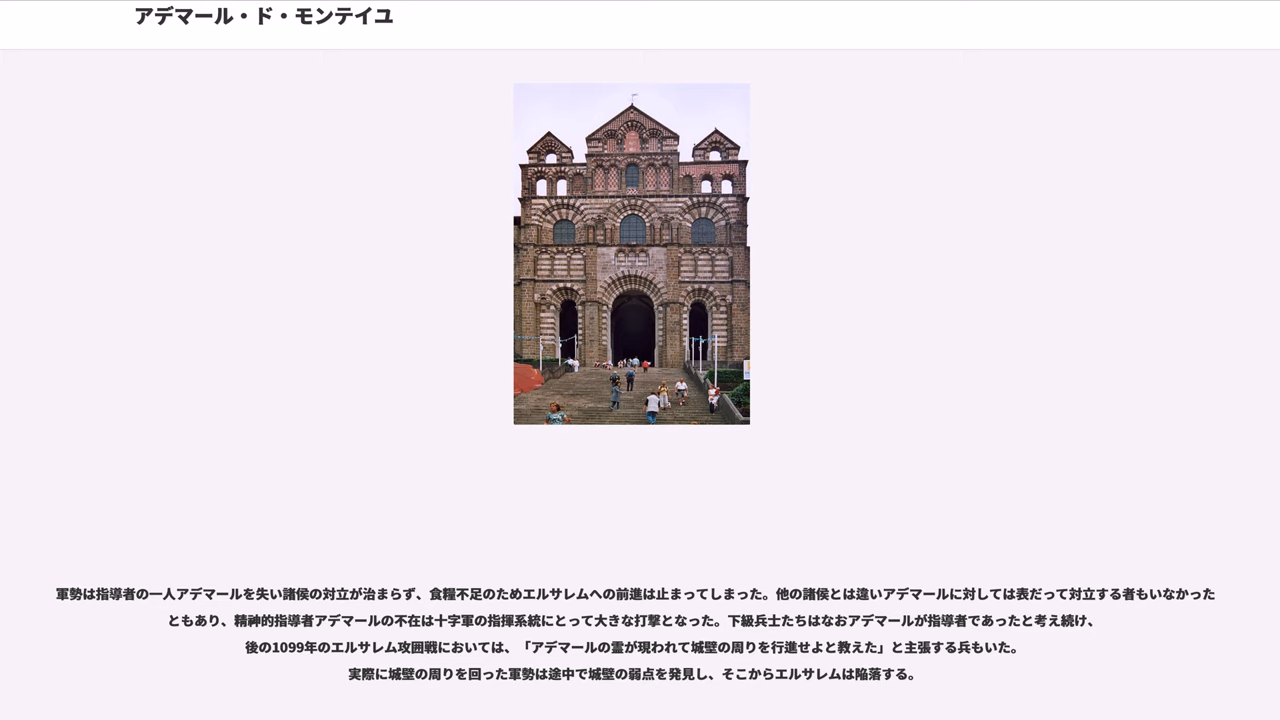 アデマール・ド・モンテイユ
軍勢は指導者の一人アデマールを失い諸侯の対立が治まらず、食糧不足のためエルサレムへの前進は止まってしまった。他の諸侯とは違いアデマールに対しては表だって対立する者もいなかった
ともあり、精神的指導者アデマールの不在は十字軍の指揮系統にとって大きな打撃となった。下級兵士たちはなおアデマールが指導者であったと考え続け、
後の1099年のエルサレム攻囲戦においては、「アデマールの霊が現われて城壁の周りを行進せよと教えた」と主張する兵もいた。
実際に城壁の周りを回った軍勢は途中で城壁の弱点を発見し、そこからエルサレムは陥落する。